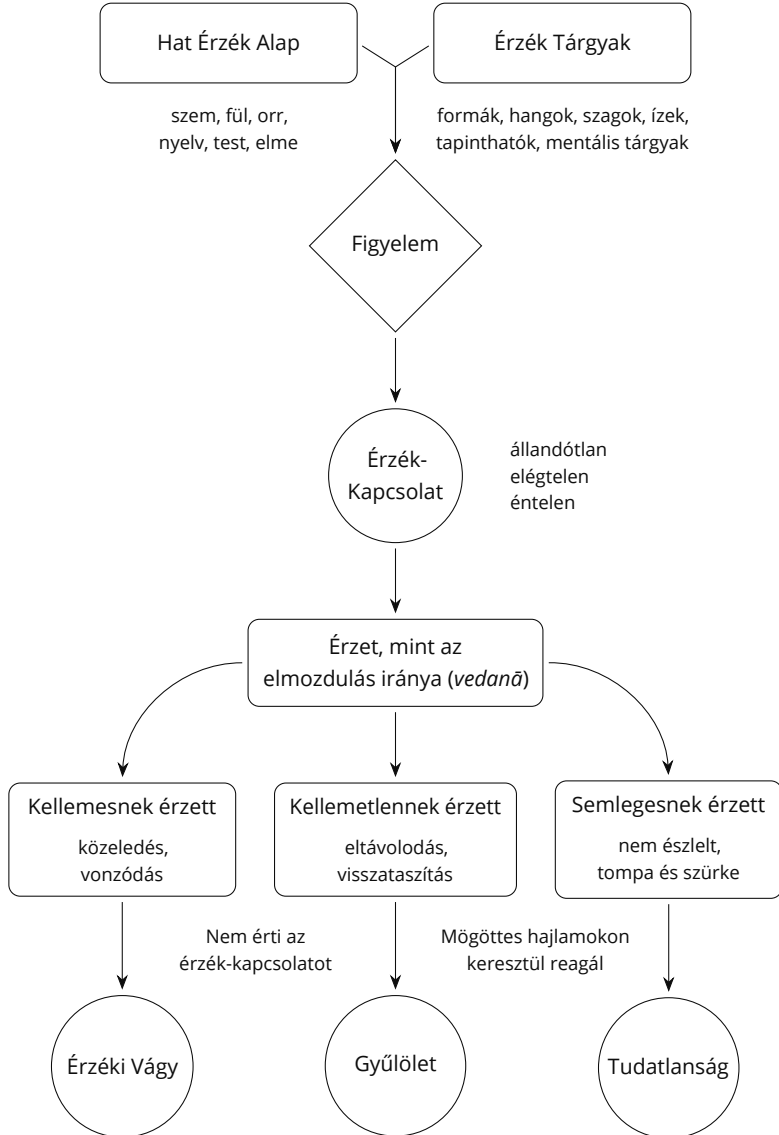 Hat Érzék Alap
Érzék Tárgyak
szem, fül, orr,
nyelv, test, elme
formák, hangok, szagok, ízek,
tapinthatók, mentális tárgyak
Figyelem
Érzék-
Kapcsolat
állandótlan
elégtelen
éntelen
Érzet, mint az
elmozdulás iránya (vedanā)
Kellemesnek érzett
közeledés,
vonzódás
Kellemetlennek érzett
eltávolodás,
visszataszítás
Semlegesnek érzett
nem észlelt,
tompa és szürke
Nem érti az
érzék-kapcsolatot
Mögöttes hajlamokon
keresztül reagál
Érzéki Vágy
Gyűlölet
Tudatlanság